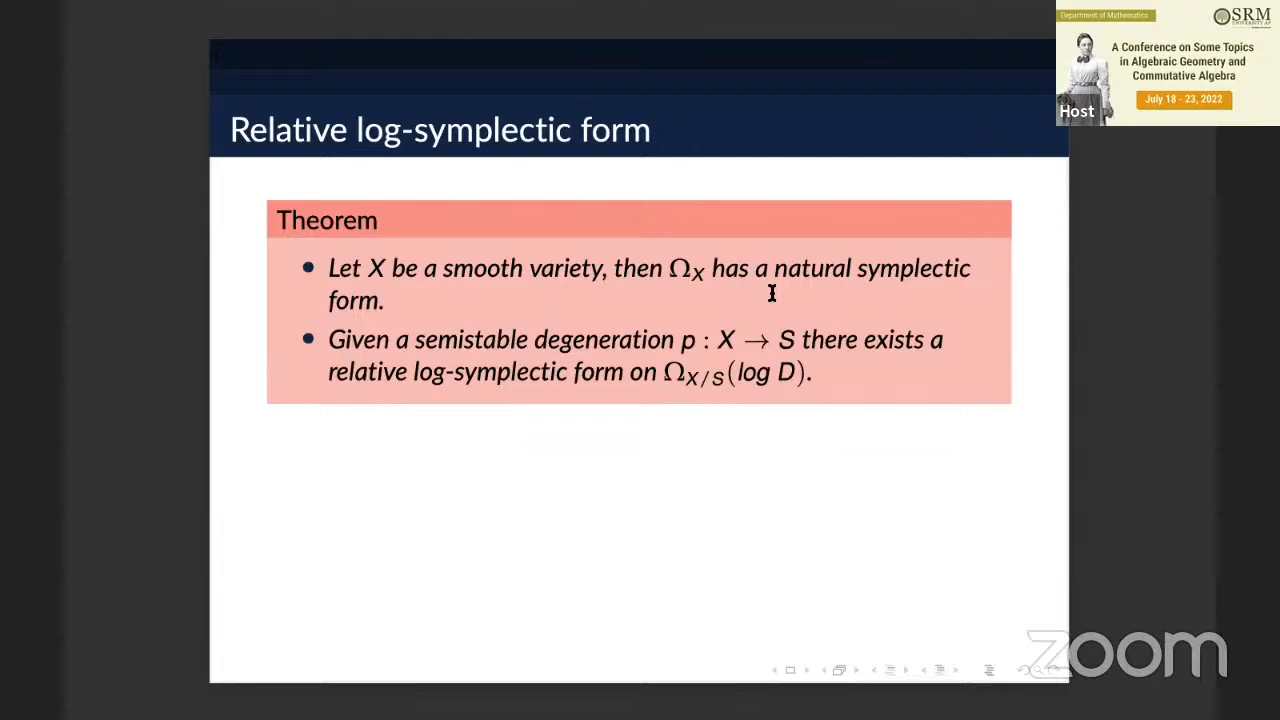 Department of Mathematics
SRM
UNIVERSITY AP
A Conference on Some Topics
in Algebraic Geometry and
Commutative Algebra
July 18 - 23, 2022
Host
Relative log-symplectic form
Theorem
• Let X be a smooth variety, then Ω_X has a natural symplectic
form.
• Given a semistable degeneration p : X → S there exists a
relative log-symplectic form on Ω_{X/S}(log D).
zoom